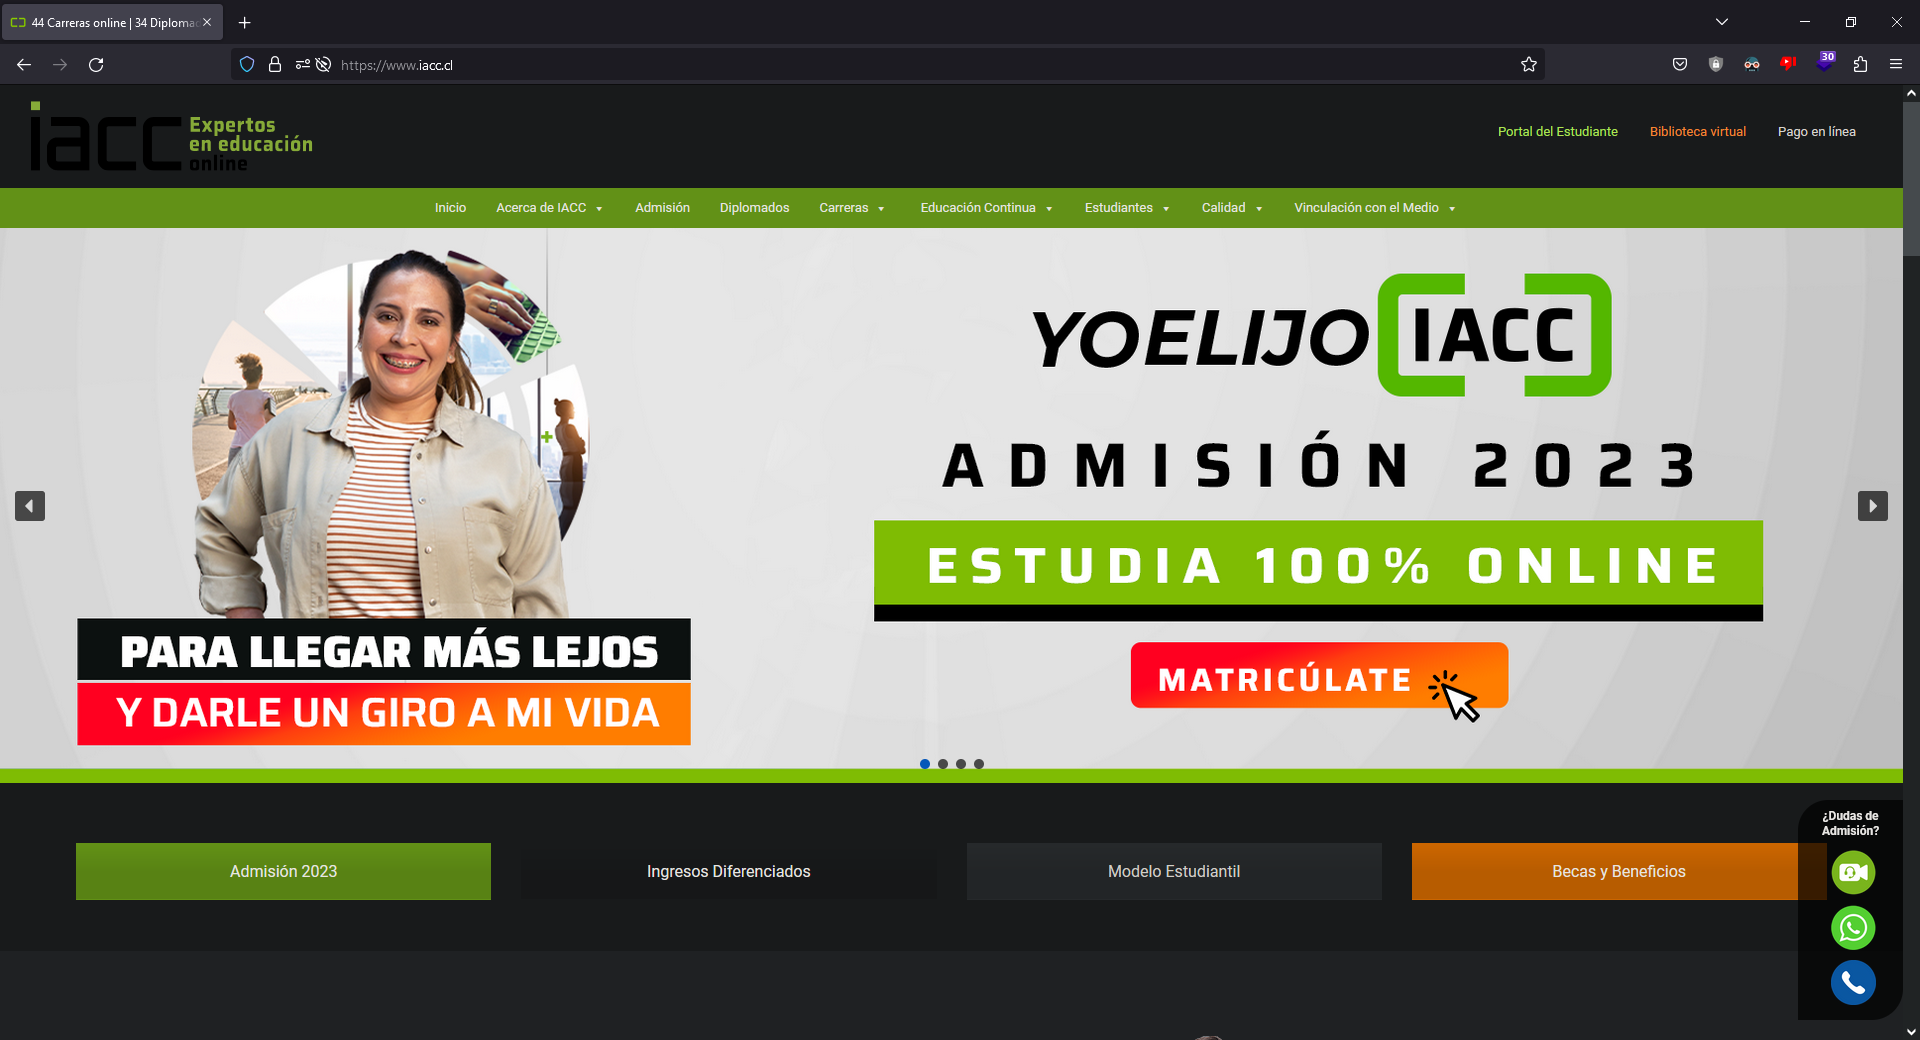 44 Carreras online | 34 Diploma
https://www.iacc.cl
30
iacc
Expertos
en educación
online
Portal del Estudiante
Biblioteca virtual
Pago en línea
Inicio
Acerca de IACC
Admisión
Diplomados
Carreras
Educación Continua
Estudiantes
Calidad
Vinculación con el Medio
YOELIJO IACC
ADMISIÓN 2023
ESTUDIA 100% ONLINE
MATRICÚLATE
PARA LLEGAR MÁS LEJOS
Y DARLE UN GIRO A MI VIDA
¿Dudas de
Admisión?
Admisión 2023
Ingresos Diferenciados
Modelo Estudiantil
Becas y Beneficios